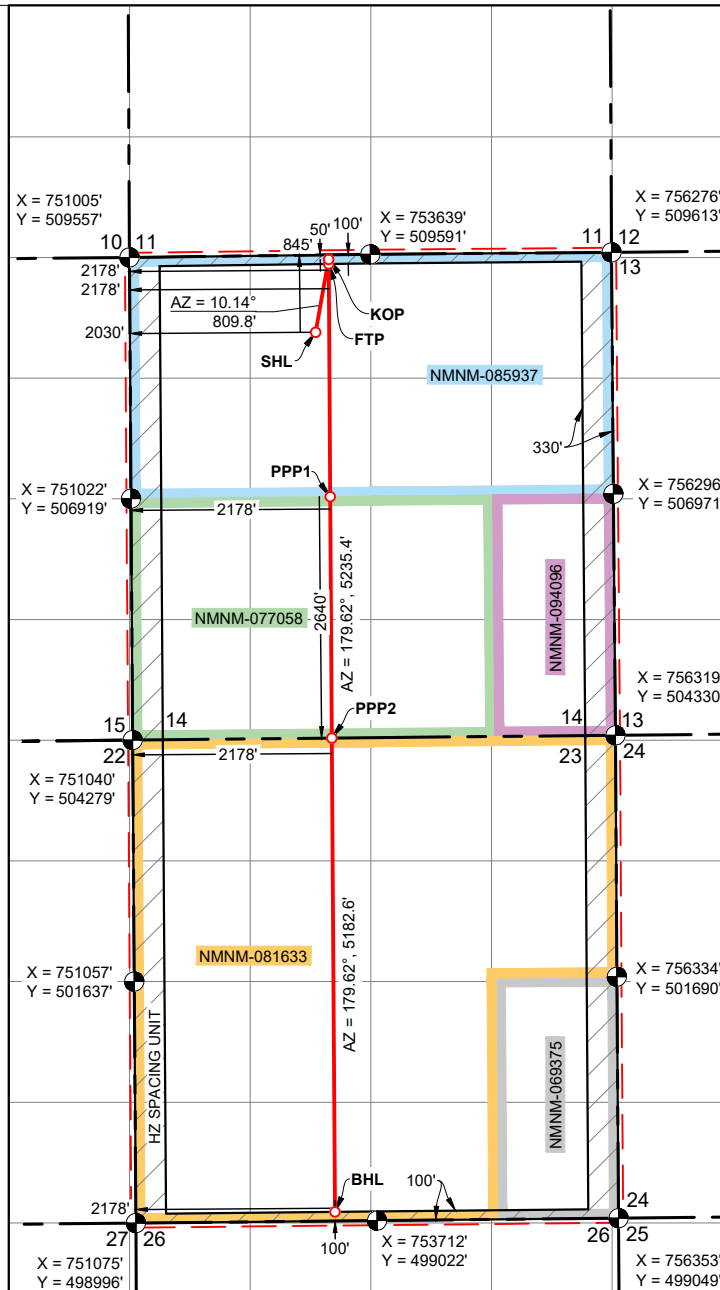 X = 751005'
Y = 509557'
X = 753639'
Y = 509591'
X = 756276'
Y = 509613'
10 11
11 12
13
50'
100'
845'
2178'
2178'
AZ = 10.14°
809.8'
KOP
FTP
2030'
SHL
NMNM-085937
330'
PPP1
X = 751022'
Y = 506919'
2178'
X = 756296'
Y = 506971'
NMNM-077058
2640'
AZ = 179.62°, 5235.4'
NMNM-094096
X = 756319'
Y = 504330'
PPP2
15 14
14 13
22
23 24
2178'
X = 751040'
Y = 504279'
NMNM-081633
AZ = 179.62°, 5182.6'
X = 751057'
Y = 501637'
X = 756334'
Y = 501690'
HZ SPACING UNIT
NMNM-069375
BHL
100'
2178'
24
27 26
26 25
100'
X = 753712'
Y = 499022'
X = 751075'
Y = 498996'
X = 756353'
Y = 499049'